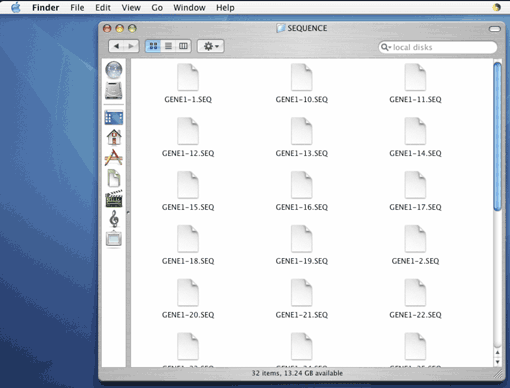 Finder File Edit View Go Window Help
SEQUENCE
local disks
GENE1-1.SEQ GENE1-10.SEQ GENE1-11.SEQ
GENE1-12.SEQ GENE1-13.SEQ GENE1-14.SEQ
GENE1-15.SEQ GENE1-16.SEQ GENE1-17.SEQ
GENE1-18.SEQ GENE1-19.SEQ GENE1-2.SEQ
GENE1-20.SEQ GENE1-21.SEQ GENE1-22.SEQ
32 items, 13.24 GB available